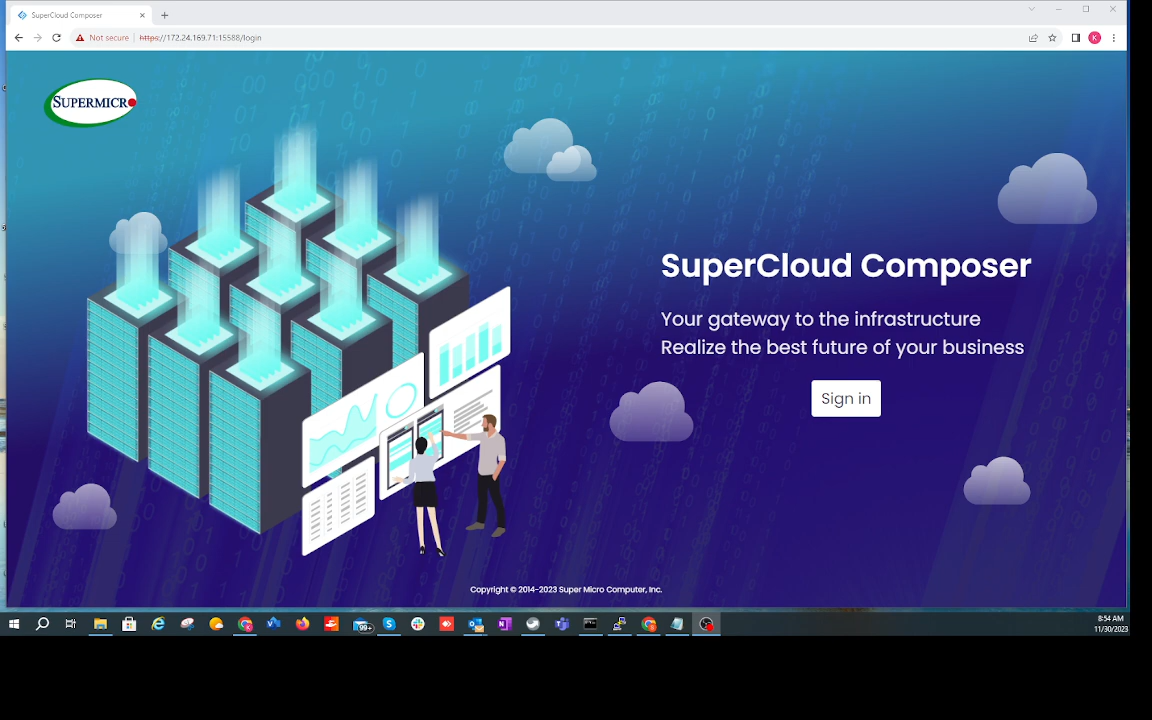 SuperCloud Composer
Not secure
https://172.24.169.71:15588/login
K
SUPERMICRO
SuperCloud Composer
Your gateway to the infrastructure
Realize the best future of your business
Sign in
Copyright © 2014-2023 Super Micro Computer, Inc.
99+
8:54 AM
11/30/2023